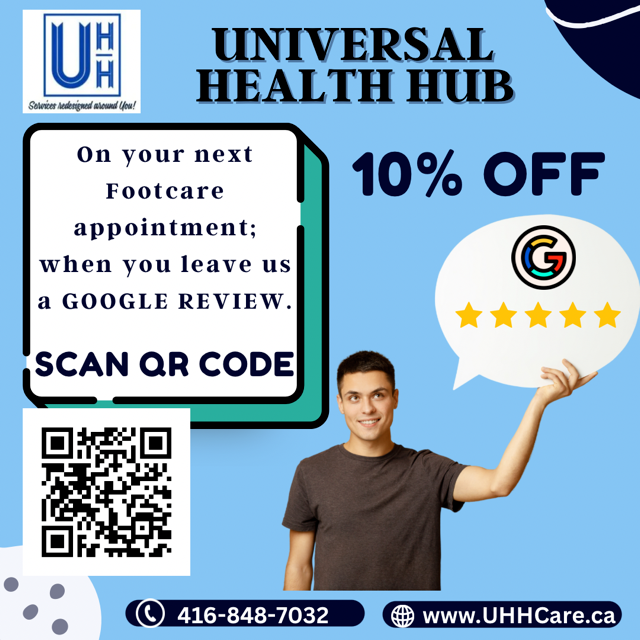 UHH
Services redesigned around You!
UNIVERSAL
HEALTH HUB
On your next
Footcare
appointment;
when you leave us
a GOOGLE REVIEW.
SCAN QR CODE
10% OFF
G
416-848-7032
www.UHHCare.ca